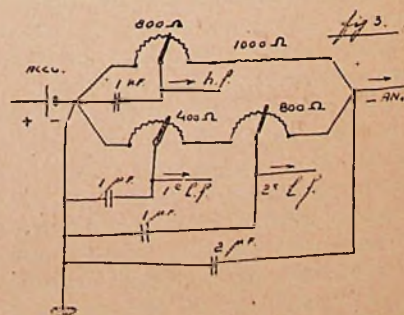 fig 3.
800 Ω
1000 Ω
ACCU.
1 µF.
h.f.
+ -
- AN.
400 Ω
800 Ω
1 µF.
1e l.f.
2e l.f.
1 µF.
2 µF.